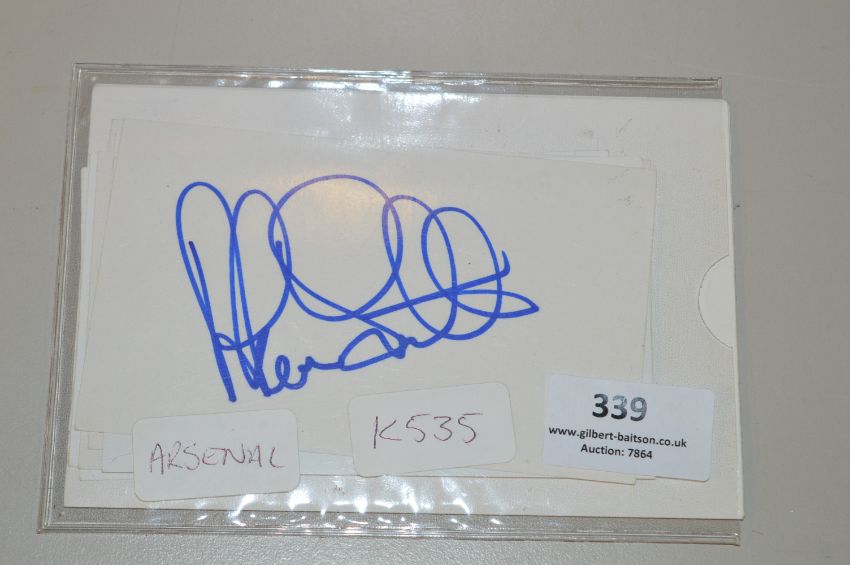 ARSENAL
K535
339
www.gilbert-baitson.co.uk
Auction: 7864